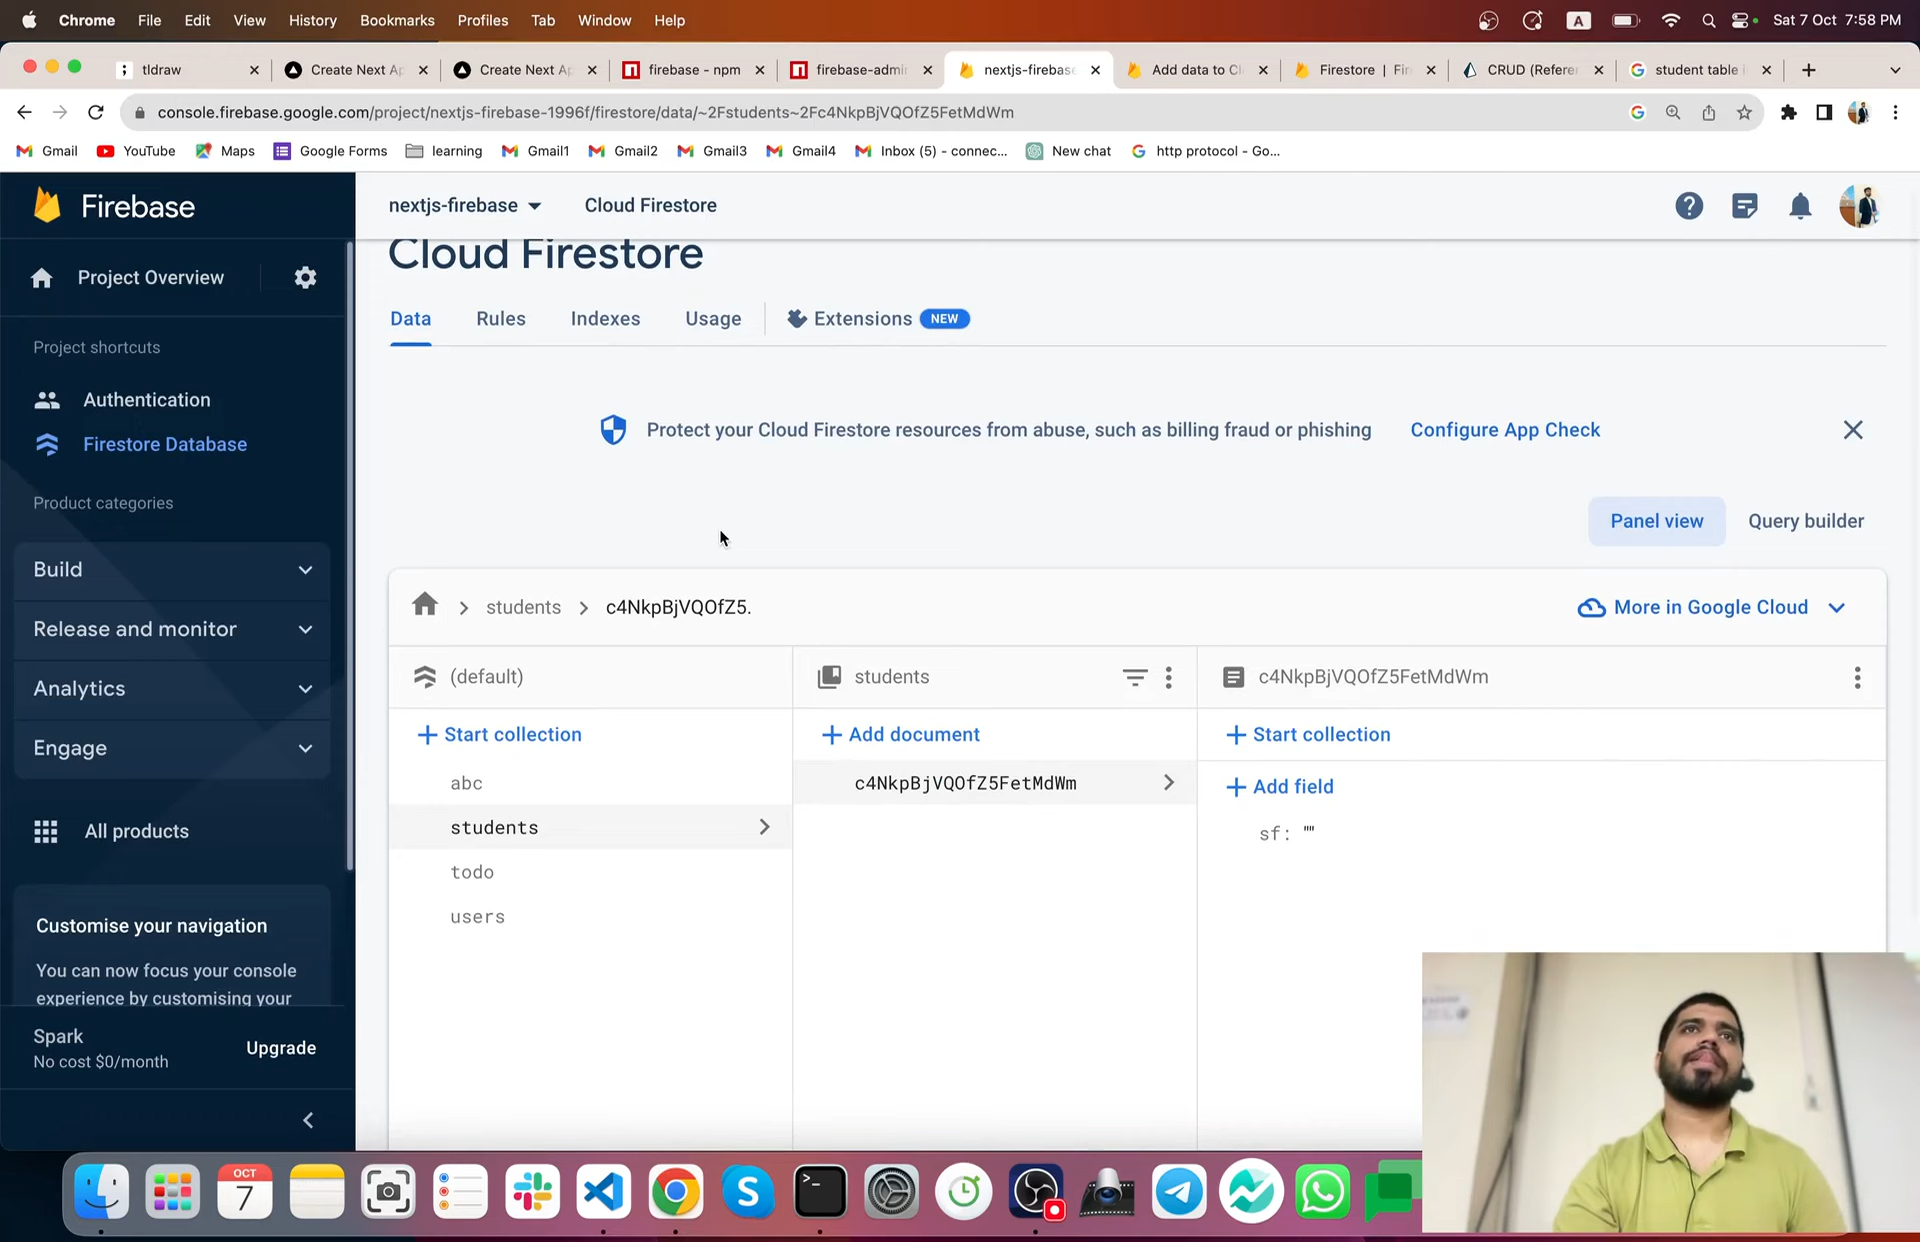 Chrome File Edit View History Bookmarks Profiles Tab Window Help
A Sat 7 Oct 7:58 PM
tldraw Create Next Ap Create Next Ap firebase - npm firebase-admi nextjs-firebas Add data to Cl Firestore | Fir CRUD (Refere student table i
console.firebase.google.com/project/nextjs-firebase-1996f/firestore/data/~2Fstudents~2Fc4NkpBjVQOfZ5FetMdWm
Gmail YouTube Maps Google Forms learning Gmail1 Gmail2 Gmail3 Gmail4 Inbox (5) - connec... New chat http protocol - Go...
Firebase
Project Overview
Project shortcuts
Authentication
Firestore Database
Product categories
Build
Release and monitor
Analytics
Engage
All products
Customise your navigation
You can now focus your console
experience by customising your
Spark
No cost $0/month
Upgrade
nextjs-firebase Cloud Firestore
Cloud Firestore
Data Rules Indexes Usage Extensions NEW
Protect your Cloud Firestore resources from abuse, such as billing fraud or phishing Configure App Check
Panel view Query builder
students c4NkpBjVQOfZ5.
More in Google Cloud
(default)
Start collection
abc
students
todo
users
students
Add document
c4NkpBjVQOfZ5FetMdWm
c4NkpBjVQOfZ5FetMdWm
Start collection
Add field
sf: ""
OCT
7